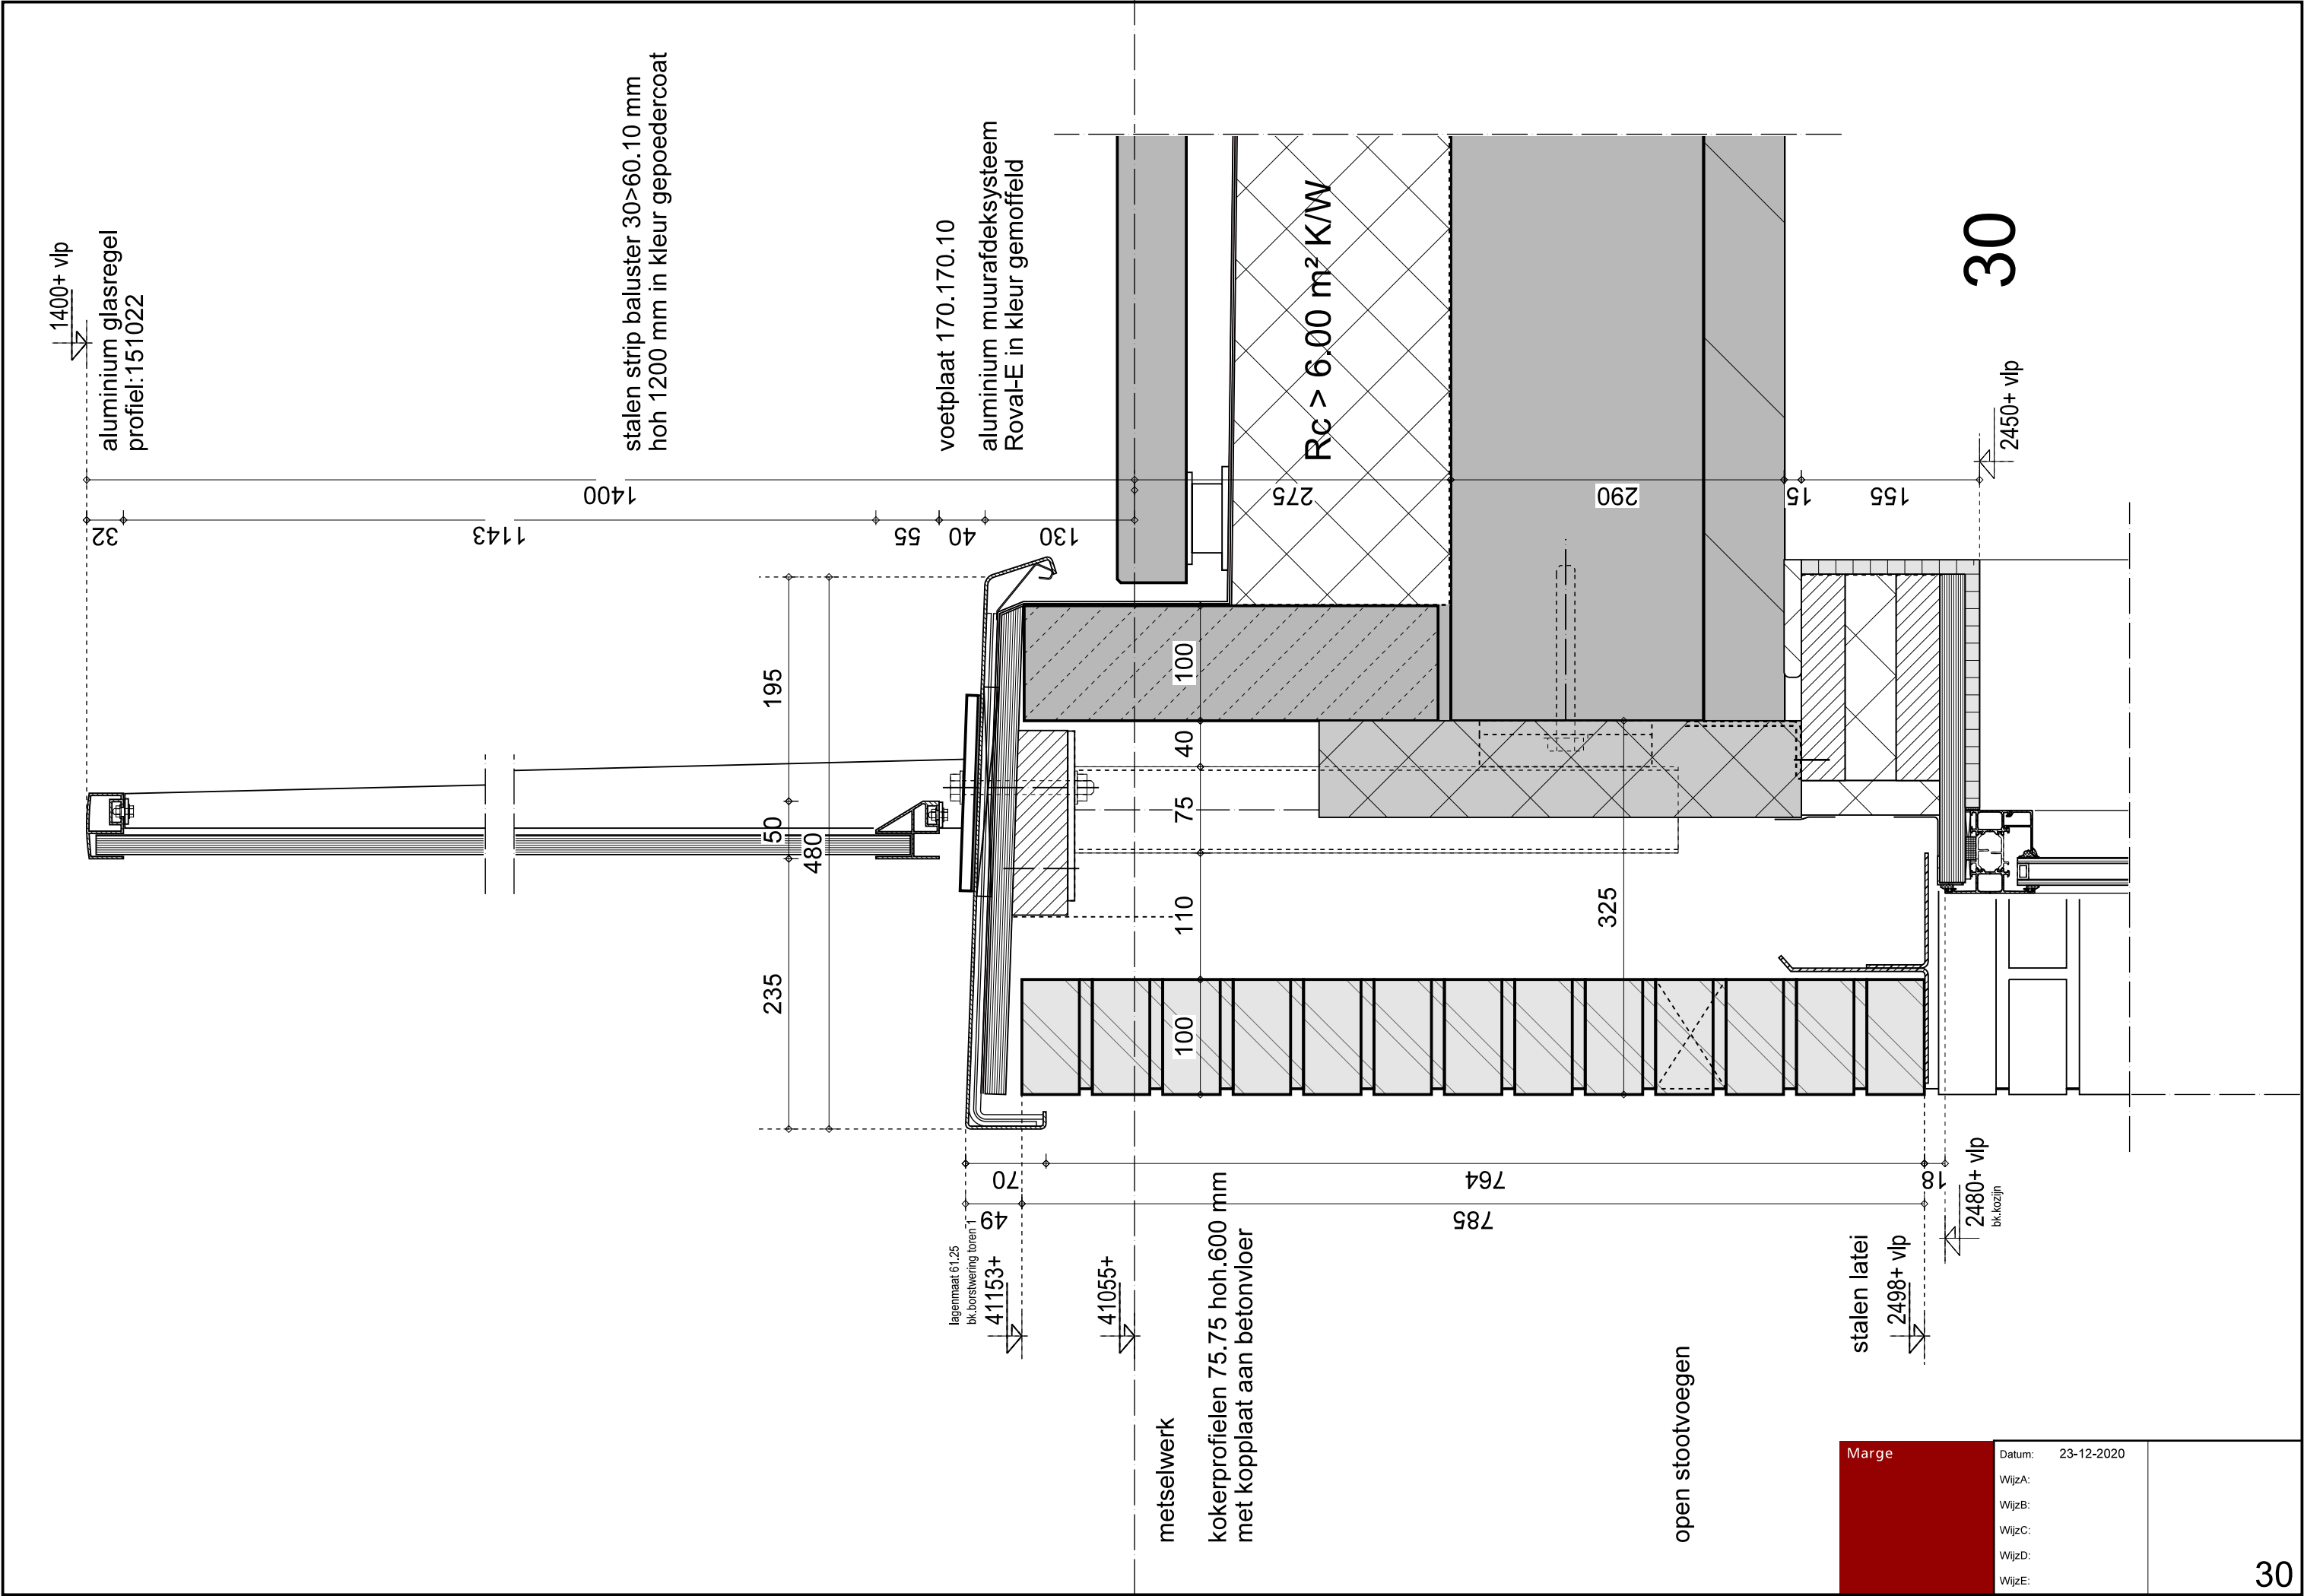 1400+ vlp
aluminium glasregel
profiel:151022
stalen strip baluster 30>60.10 mm
hoh 1200 mm in kleur gepoedercoat
voetplaat 170.170.10
aluminium muurafdeksysteem
Roval-E in kleur gemoffeld
Rc > 6.00 m² K/W
30
2450+ vlp
1400
275
290
15
155
32
1143
55
40
130
195
50
480
235
100
40
75
110
100
325
70
764
18
49
785
lagenmaat 61.25
bk.borstwering toren 1
41153+
41055+
metselwerk
kokerprofielen 75.75 hoh.600 mm
met kopplaat aan betonvloer
open stootvoegen
stalen latei
2498+ vlp
2480+ vlp
bk.kozijn
Marge
Datum: 23-12-2020
WijzA:
WijzB:
WijzC:
WijzD:
WijzE:
30